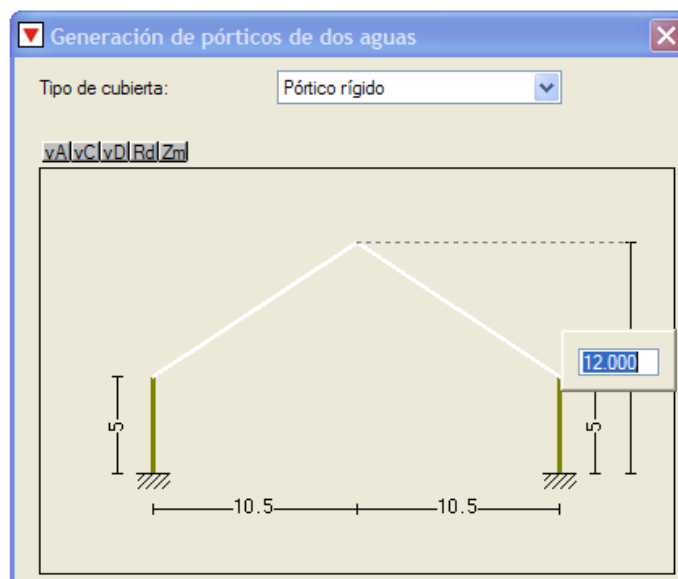 Generación de pórticos de dos aguas
Tipo de cubierta: Pórtico rígido
vA vC vD Rd Zm
12.000
5 5
10.5 10.5